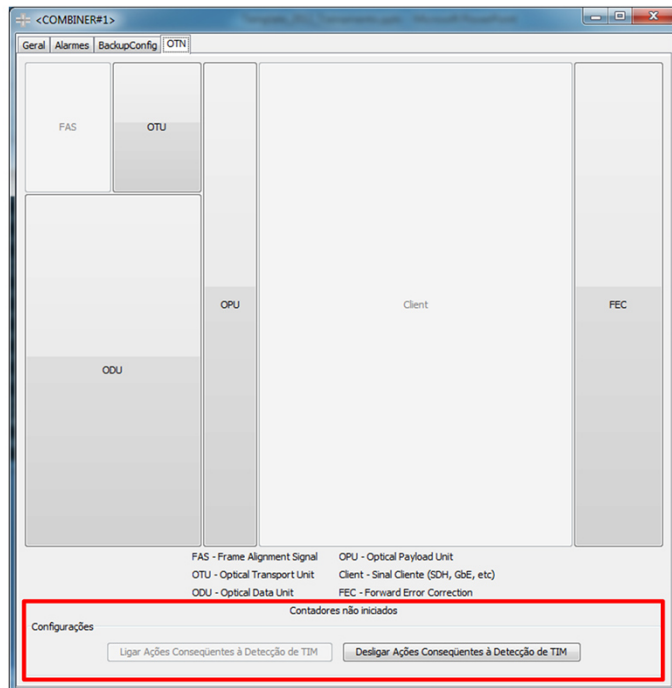 <COMBINER#1>
Geral Alarmes BackupConfig OTN
FAS OTU
OPU Client FEC
ODU
FAS - Frame Alignment Signal OPU - Optical Payload Unit
OTU - Optical Transport Unit Client - Sinal Cliente (SDH, GbE, etc)
ODU - Optical Data Unit FEC - Forward Error Correction
Contadores não iniciados
Configurações
Ligar Ações Conseqüentes à Detecção de TIM Desligar Ações Conseqüentes à Detecção de TIM